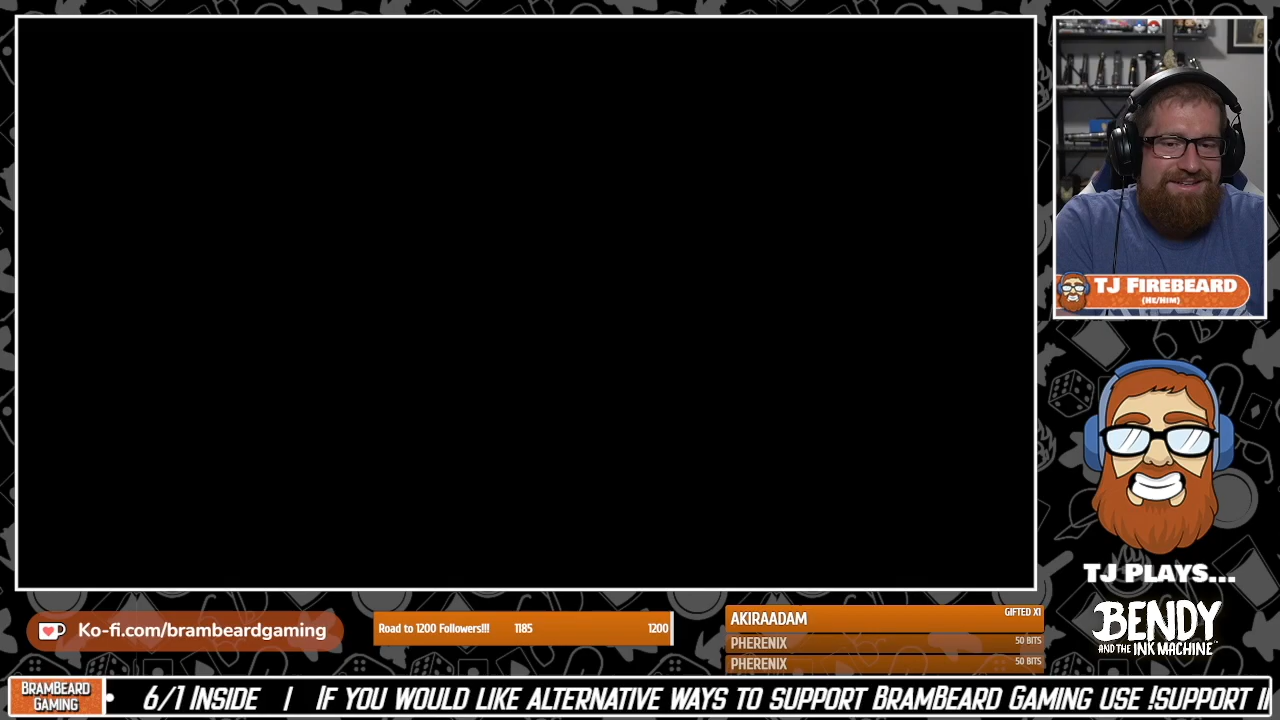 TJ FIREBEARD
(HE/HIM)
TJ PLAYS...
BENDY
AND THE INK MACHINE
Ko-fi.com/brambeardgaming
Road to 1200 Followers!!! 1185 1200
AKIRAADAM GIFTED X1
PHERENIX 50 BITS
PHERENIX 50 BITS
BRAMBEARD
GAMING
6/1 INSIDE | IF YOU WOULD LIKE ALTERNATIVE WAYS TO SUPPORT BRAMBEARD GAMING USE !SUPPORT